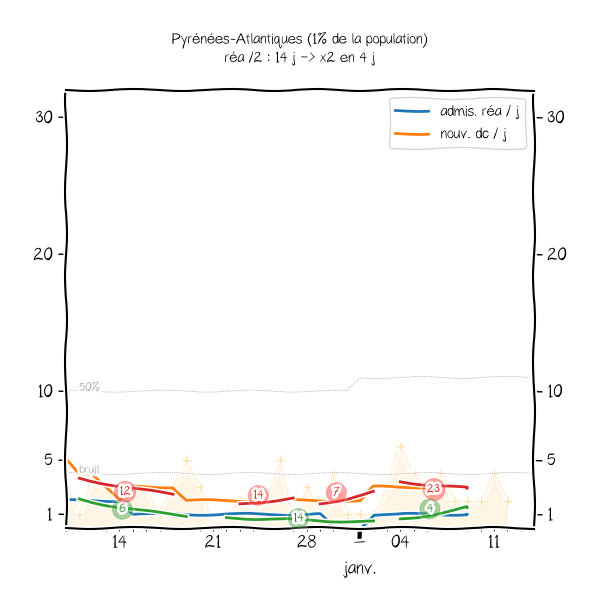 Pyrénées-Atlantiques (1% de la population)
réa /2 : 14 j -> x2 en 4 j
admis. réa / j
nouv. dc / j
30 30
20 20
10 10
50%
5 5
bruit
12 14 7 23
6 14 4
1 1
14 21 28 1 04 11
janv.